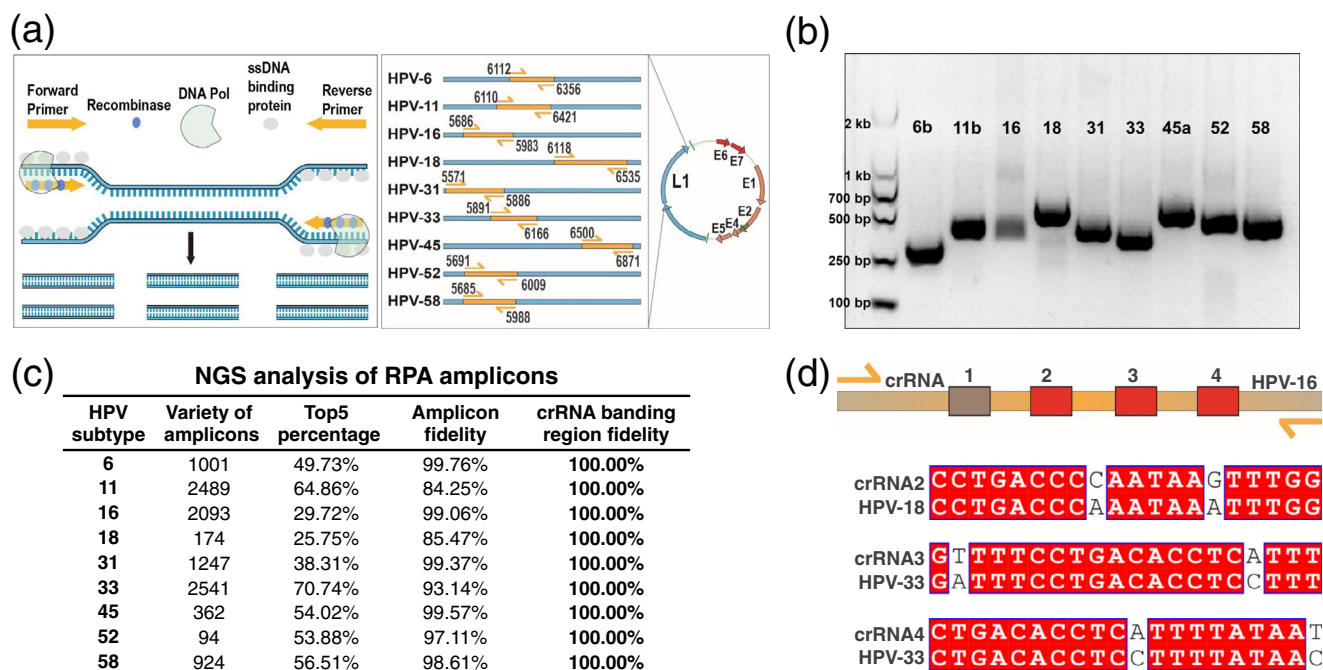 (a)
Forward
Primer
Recombinase
DNA Pol
ssDNA
binding
protein
Reverse
Primer
HPV-6
6112
6356
HPV-11
6110
6421
HPV-16
5686
5983
HPV-18
6118
6535
HPV-31
5571
5886
HPV-33
5891
6166
HPV-45
6500
6871
HPV-52
5691
6009
HPV-58
5685
5988
L1
E6
E7
E1
E2
E4
E5
(b)
2 kb
1 kb
700 bp
500 bp
250 bp
100 bp
6b 11b 16 18 31 33 45a 52 58
(c)
NGS analysis of RPA amplicons
HPV subtype Variety of amplicons Top5 percentage Amplicon fidelity crRNA banding region fidelity
6 1001 49.73% 99.76% 100.00%
11 2489 64.86% 84.25% 100.00%
16 2093 29.72% 99.06% 100.00%
18 174 25.75% 85.47% 100.00%
31 1247 38.31% 99.37% 100.00%
33 2541 70.74% 93.14% 100.00%
45 362 54.02% 99.57% 100.00%
52 94 53.88% 97.11% 100.00%
58 924 56.51% 98.61% 100.00%
(d)
crRNA 1 2 3 4 HPV-16
crRNA2 CCTGACCCCAATAAGTTTGG
HPV-18 CCTGACCCAAATAAATTTGG
crRNA3 GTTTTCCTGACACCTCATTT
HPV-33 GATTTCCTGACACCTCCTTT
crRNA4 CTGACACCTCATTTTATAAT
HPV-33 CTGACACCTCCTTTTATAAC